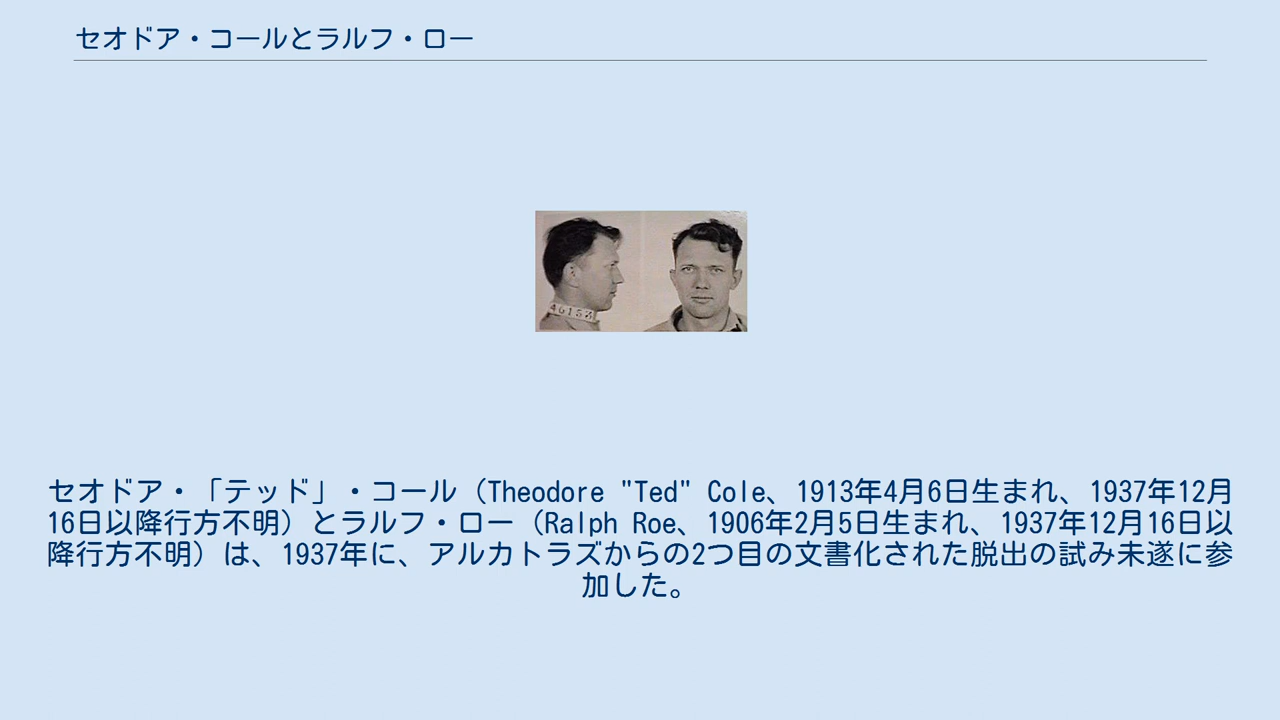 セオドア・コールとラルフ・ロー
セオドア・「テッド」・コール（Theodore "Ted" Cole、1913年4月6日生まれ、1937年12月
16日以降行方不明）とラルフ・ロー（Ralph Roe、1906年2月5日生まれ、1937年12月16日以
降行方不明）は、1937年に、アルカトラズからの2つ目の文書化された脱出の試み未遂に参
加した。